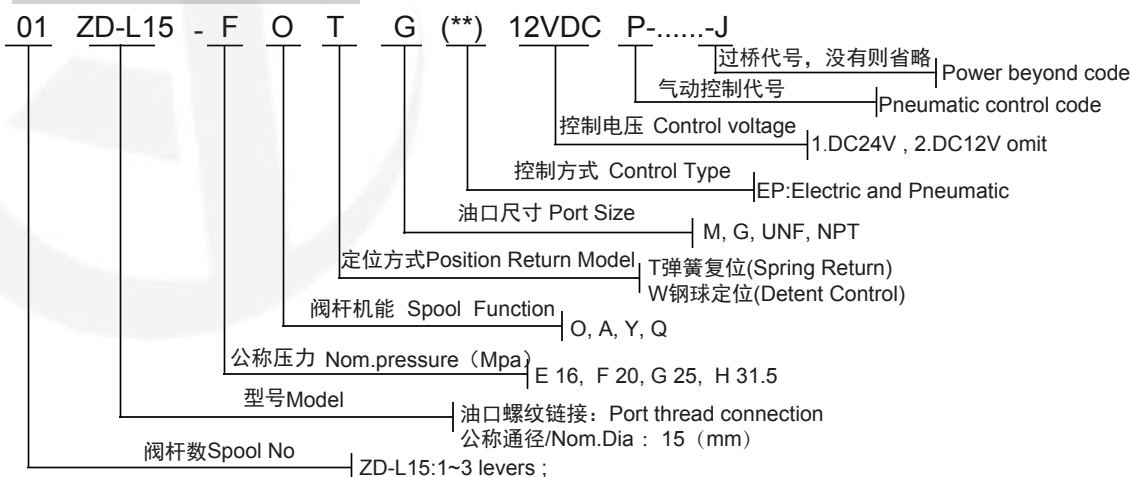 01 ZD-L15 - F O T G (**) 12VDC P-......-J
过桥代号，没有则省略 Power beyond code
气动控制代号 Pneumatic control code
控制电压 Control voltage 1.DC24V , 2.DC12V omit
控制方式 Control Type EP:Electric and Pneumatic
油口尺寸 Port Size M, G, UNF, NPT
定位方式Position Return Model T弹簧复位(Spring Return)
W钢球定位(Detent Control)
阀杆机能 Spool Function O, A, Y, Q
公称压力 Nom.pressure（Mpa） E 16, F 20, G 25, H 31.5
型号Model 油口螺纹链接：Port thread connection
公称通径/Nom.Dia： 15（mm）
阀杆数Spool No ZD-L15:1~3 levers ;